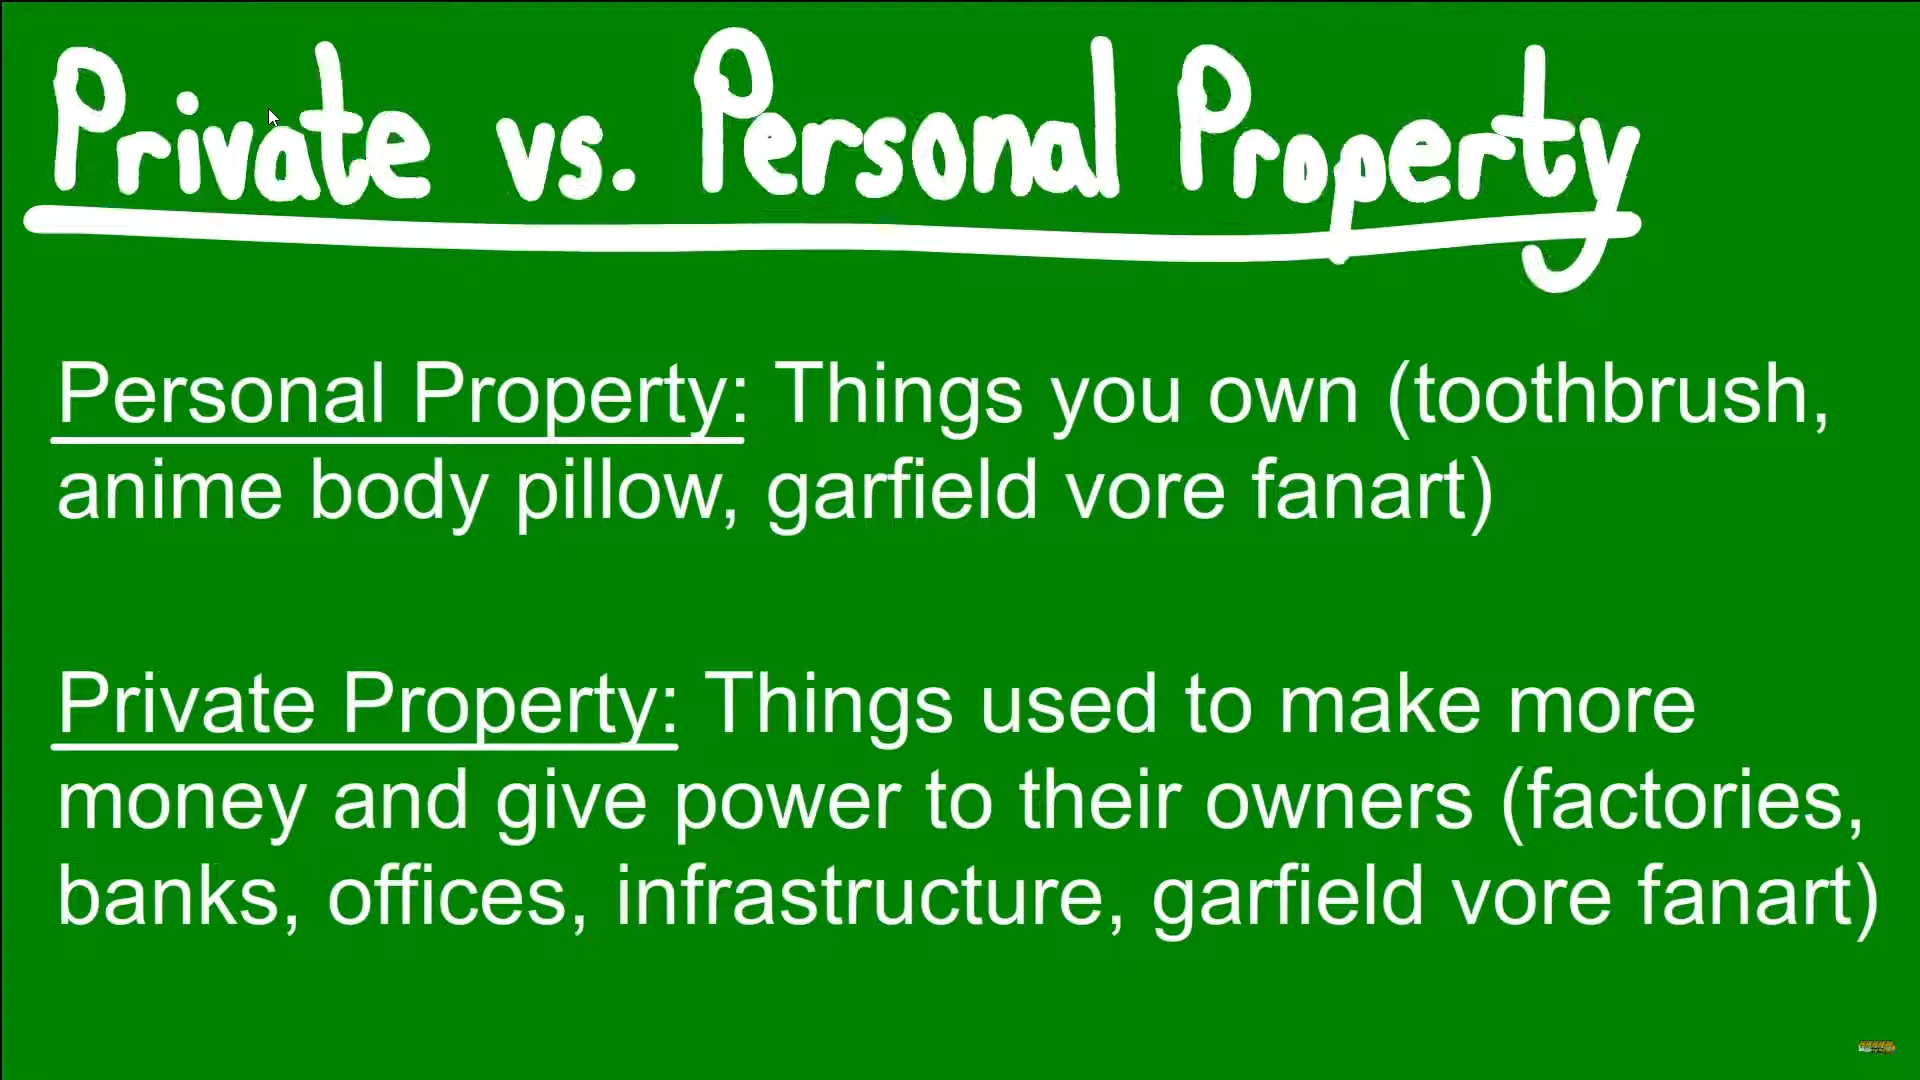 Private vs. Personal Property
Personal Property: Things you own (toothbrush,
anime body pillow, garfield vore fanart)
Private Property: Things used to make more
money and give power to their owners (factories,
banks, offices, infrastructure, garfield vore fanart)